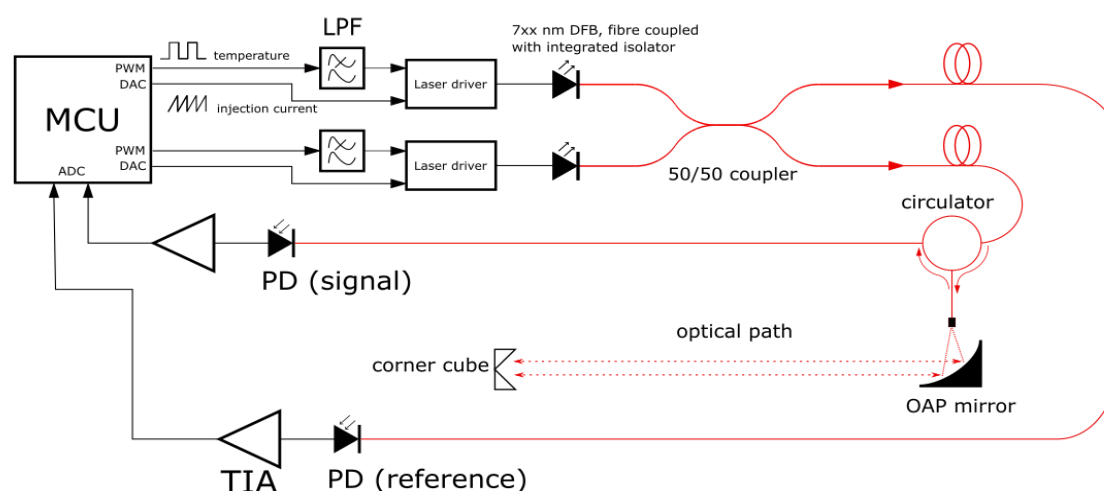 LPF
7xx nm DFB, fibre coupled
with integrated isolator
PWM
temperature
DAC
Laser driver
MCU
injection current
PWM
DAC
Laser driver
ADC
50/50 coupler
circulator
PD (signal)
optical path
corner cube
OAP mirror
TIA
PD (reference)